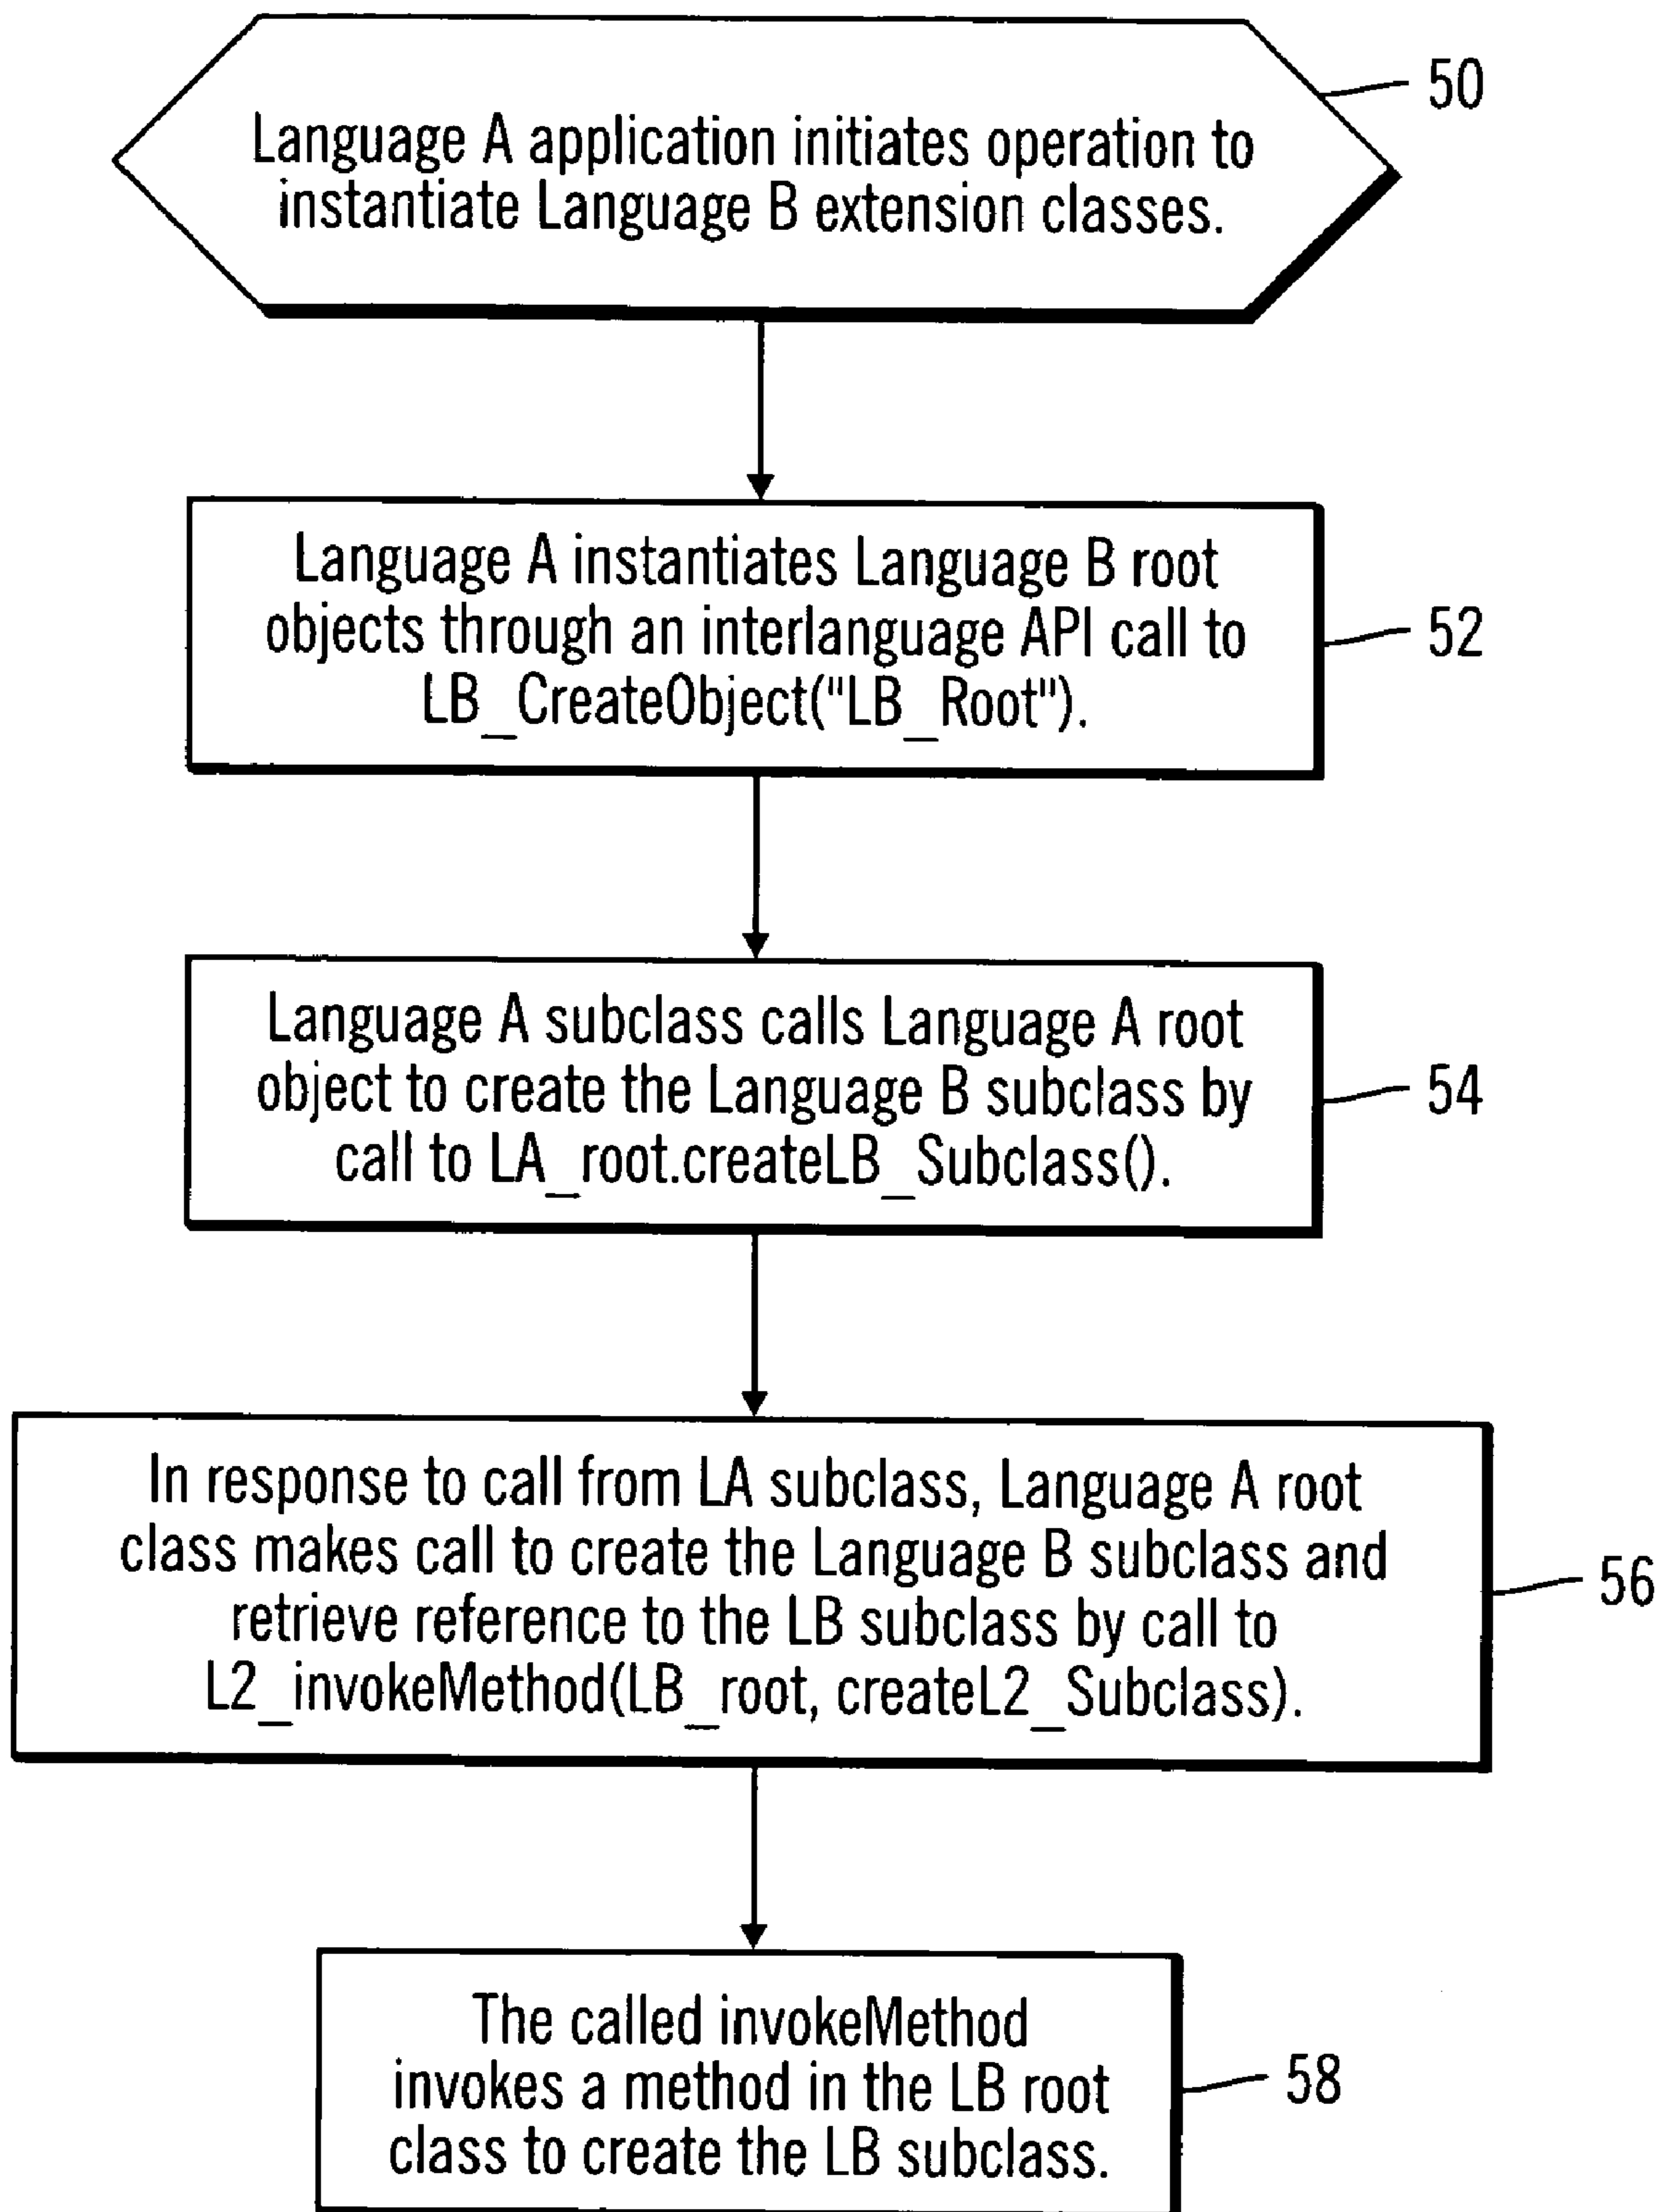 50
Language A application initiates operation to
instantiate Language B extension classes.
Language A instantiates Language B root
objects through an interlanguage API call to
LB_CreateObject("LB_Root").
52
Language A subclass calls Language A root
object to create the Language B subclass by
call to LA_root.createLB_Subclass().
54
In response to call from LA subclass, Language A root
class makes call to create the Language B subclass and
retrieve reference to the LB subclass by call to
L2_invokeMethod(LB_root, createL2_Subclass).
56
The called invokeMethod
invokes a method in the LB root
class to create the LB subclass.
58